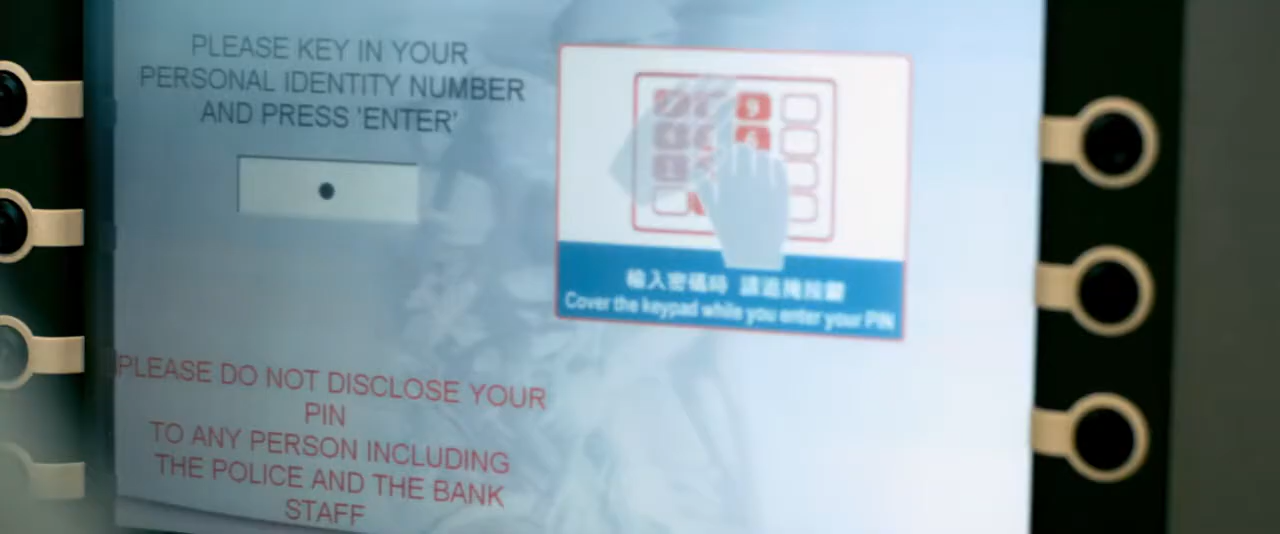 PLEASE KEY IN YOUR
PERSONAL IDENTITY NUMBER
AND PRESS 'ENTER'
9
6
輸入密碼時 請遮掩按鍵
Cover the keypad while you enter your PIN
PLEASE DO NOT DISCLOSE YOUR
PIN
TO ANY PERSON INCLUDING
THE POLICE AND THE BANK
STAFF